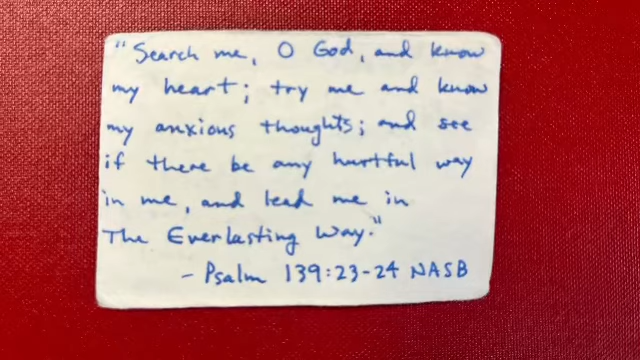 "Search me, O God, and know
my heart; try me and know
my anxious thoughts; and see
if there be any hurtful way
in me, and lead me in
The Everlasting Way."
- Psalm 139:23-24 NASB